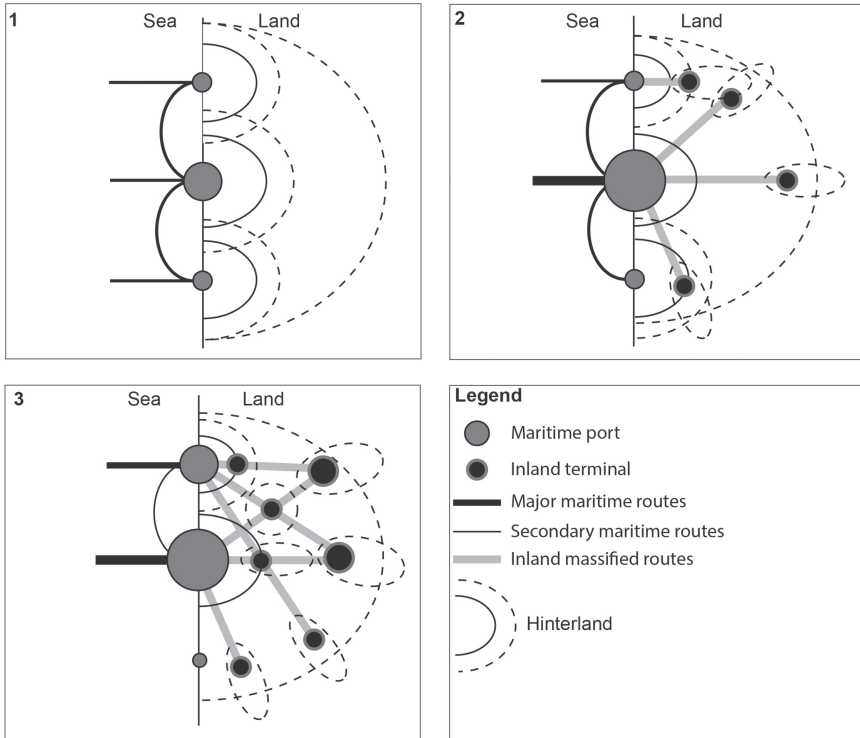 1
Sea Land
2
Sea Land
3
Sea Land
Legend
Maritime port
Inland terminal
Major maritime routes
Secondary maritime routes
Inland massified routes
Hinterland